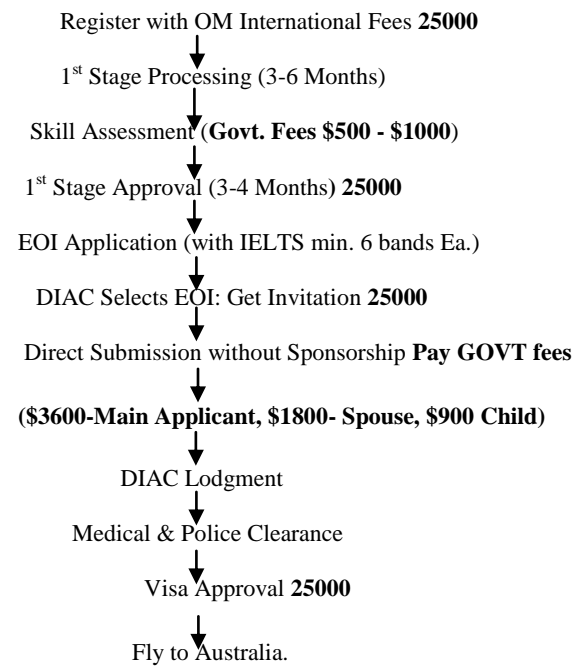 Register with OM International Fees 25000
1st Stage Processing (3-6 Months)
Skill Assessment (Govt. Fees $500 - $1000)
1st Stage Approval (3-4 Months) 25000
EOI Application (with IELTS min. 6 bands Ea.)
DIAC Selects EOI: Get Invitation 25000
Direct Submission without Sponsorship Pay GOVT fees
($3600-Main Applicant, $1800- Spouse, $900 Child)
DIAC Lodgment
Medical & Police Clearance
Visa Approval 25000
Fly to Australia.